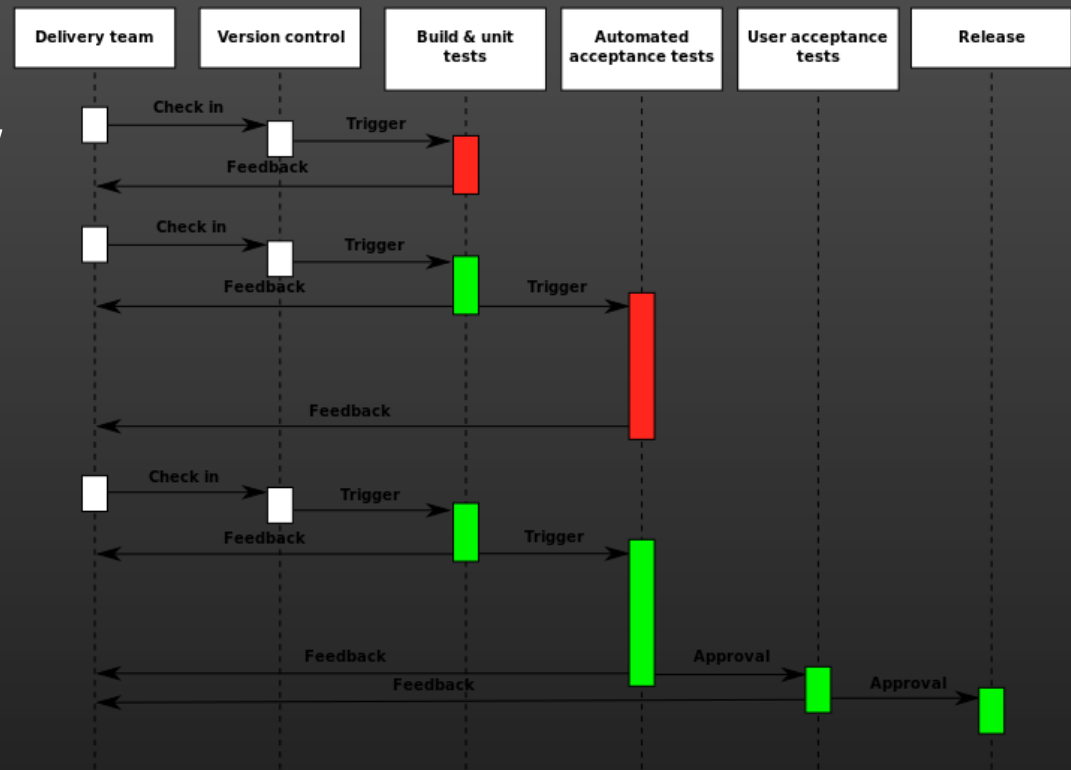 Delivery team
Version control
Build & unit
tests
Automated
acceptance tests
User acceptance
tests
Release
Check in
Trigger
Feedback
Check in
Trigger
Feedback
Trigger
Feedback
Check in
Trigger
Feedback
Trigger
Feedback
Approval
Feedback
Approval